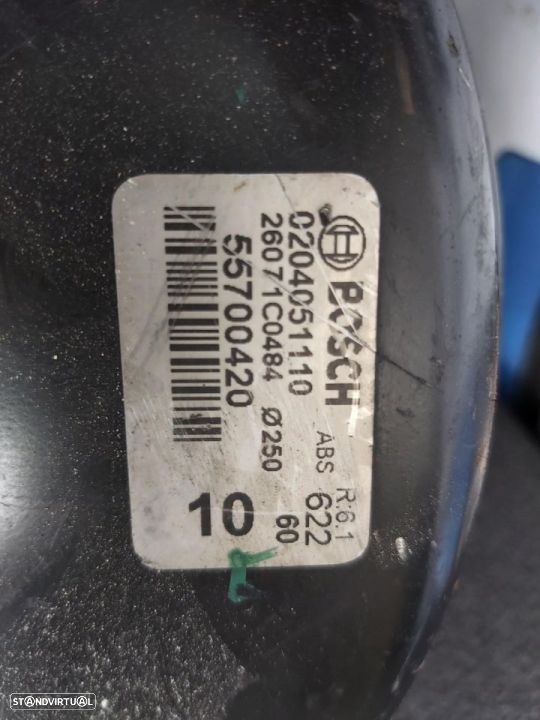 BOSCH
0204051110
26071C0484 Ø250
55700420
ABS
R:6.1
622
60
10
STANDVIRTUAL